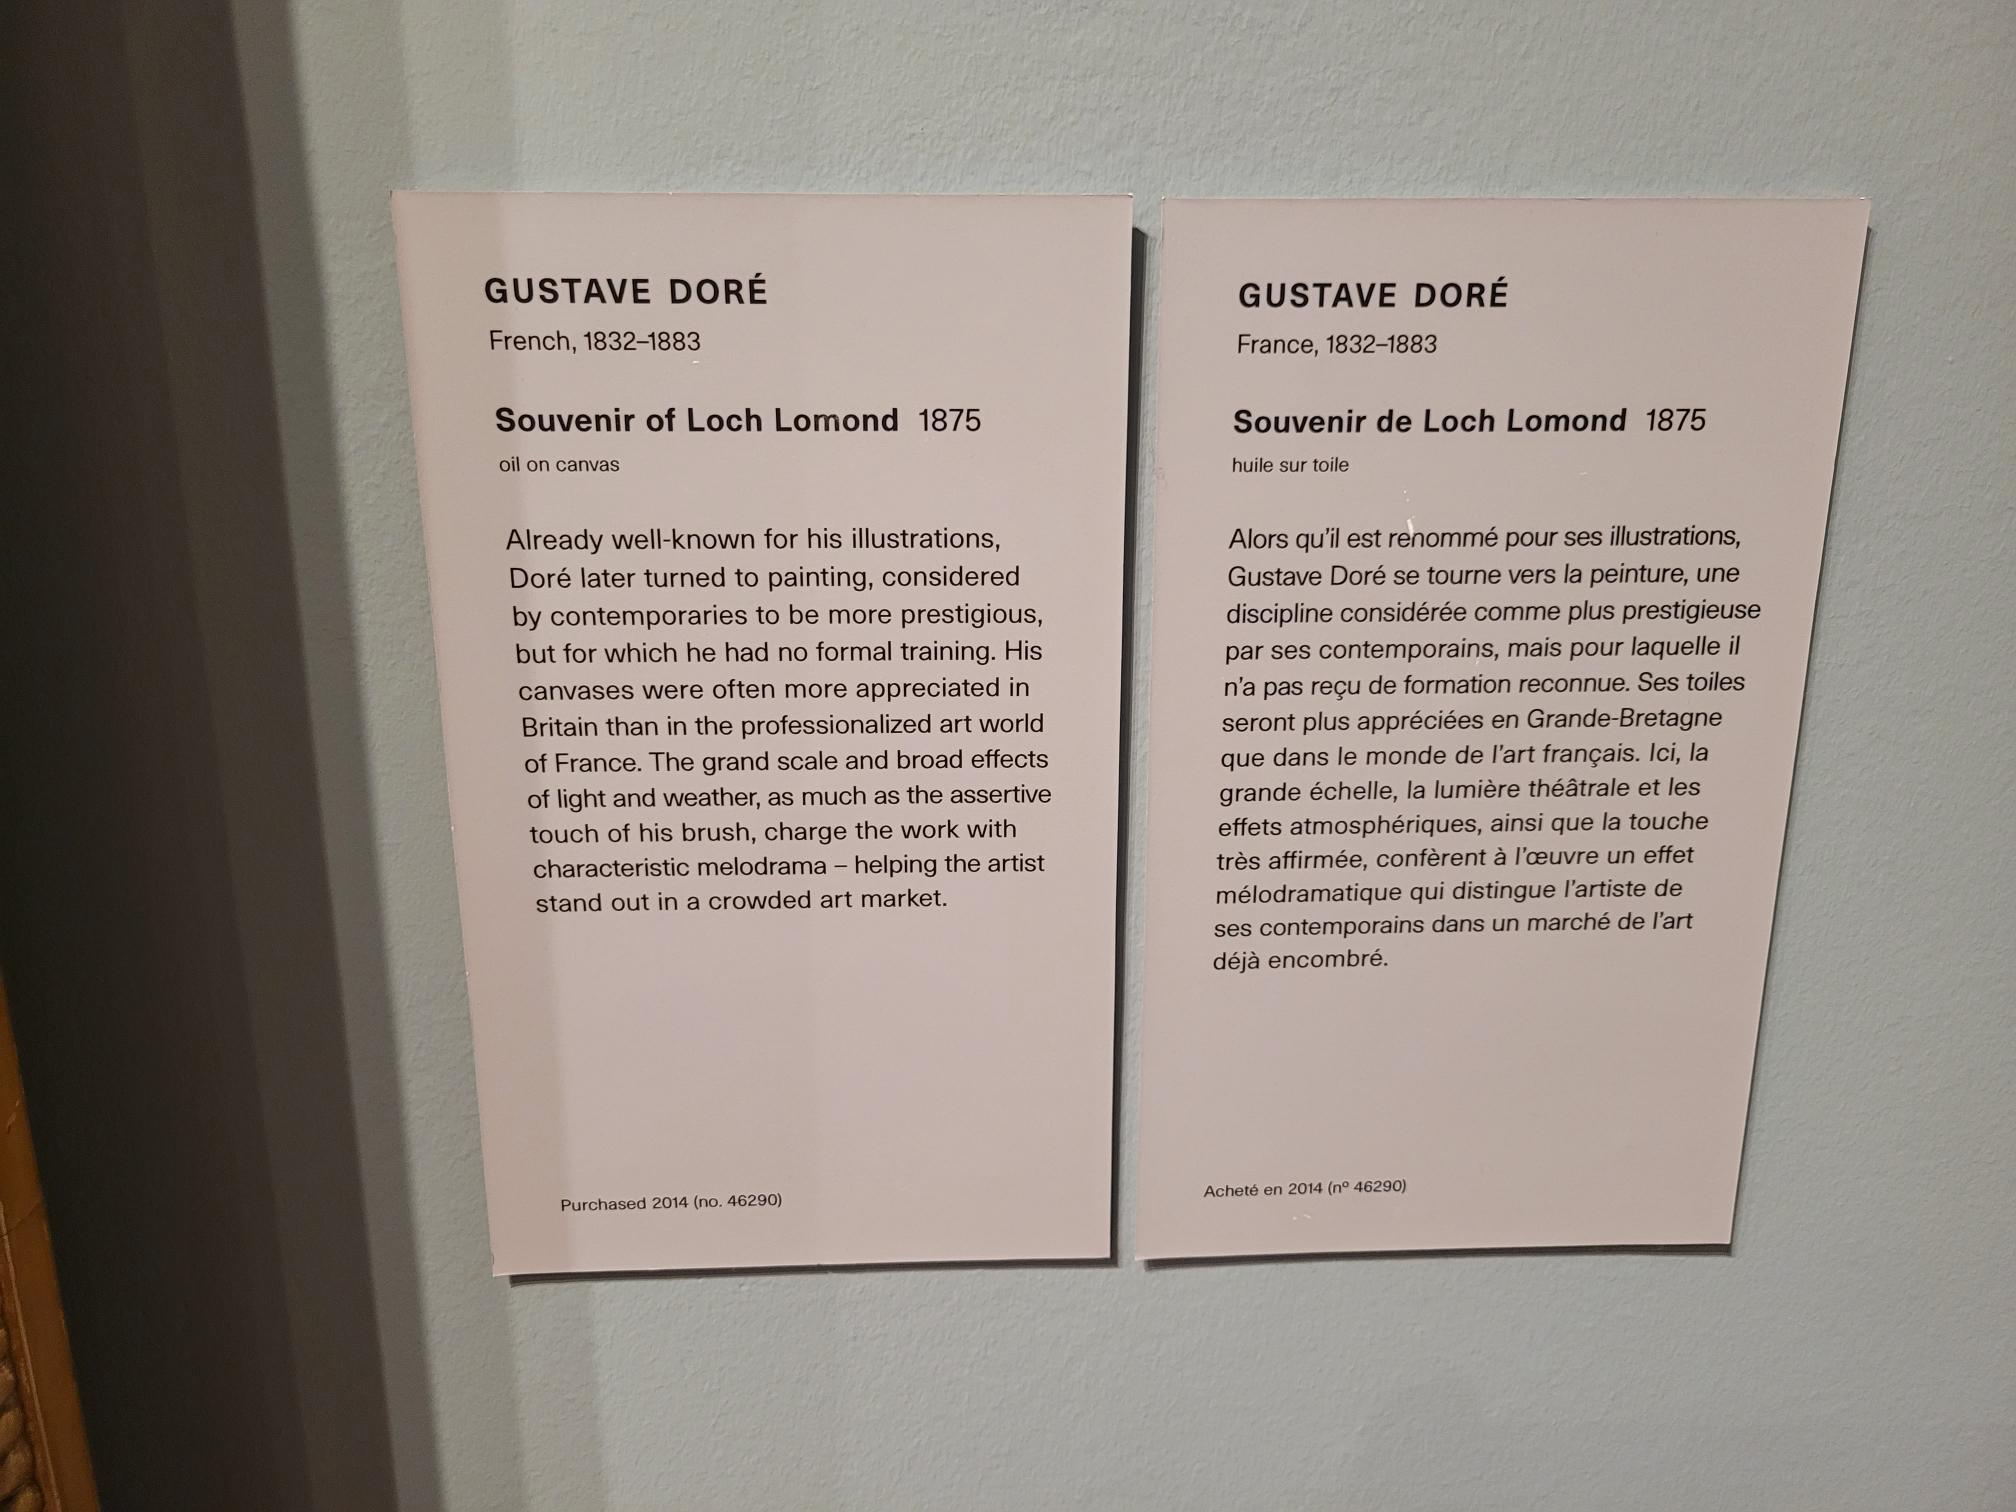 GUSTAVE DORÉ
French, 1832–1883
Souvenir of Loch Lomond 1875
oil on canvas
Already well-known for his illustrations,
Doré later turned to painting, considered
by contemporaries to be more prestigious,
but for which he had no formal training. His
canvases were often more appreciated in
Britain than in the professionalized art world
of France. The grand scale and broad effects
of light and weather, as much as the assertive
touch of his brush, charge the work with
characteristic melodrama – helping the artist
stand out in a crowded art market.
Purchased 2014 (no. 46290)
GUSTAVE DORÉ
France, 1832–1883
Souvenir de Loch Lomond 1875
huile sur toile
Alors qu'il est renommé pour ses illustrations,
Gustave Doré se tourne vers la peinture, une
discipline considérée comme plus prestigieuse
par ses contemporains, mais pour laquelle il
n'a pas reçu de formation reconnue. Ses toiles
seront plus appréciées en Grande-Bretagne
que dans le monde de l'art français. Ici, la
grande échelle, la lumière théâtrale et les
effets atmosphériques, ainsi que la touche
très affirmée, confèrent à l'œuvre un effet
mélodramatique qui distingue l'artiste de
ses contemporains dans un marché de l'art
déjà encombré.
Acheté en 2014 (nº 46290)